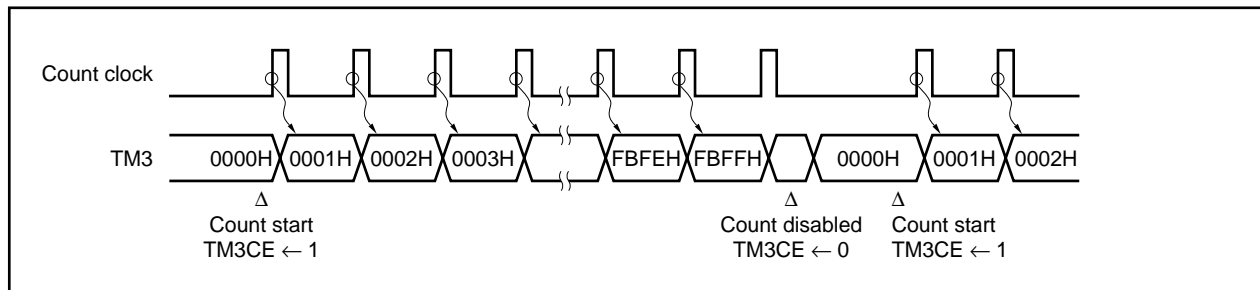 Count clock
TM3
0000H 0001H 0002H 0003H FBFEH FBFFH 0000H 0001H 0002H
Δ Δ Δ
Count start Count disabled Count start
TM3CE ← 1 TM3CE ← 0 TM3CE ← 1